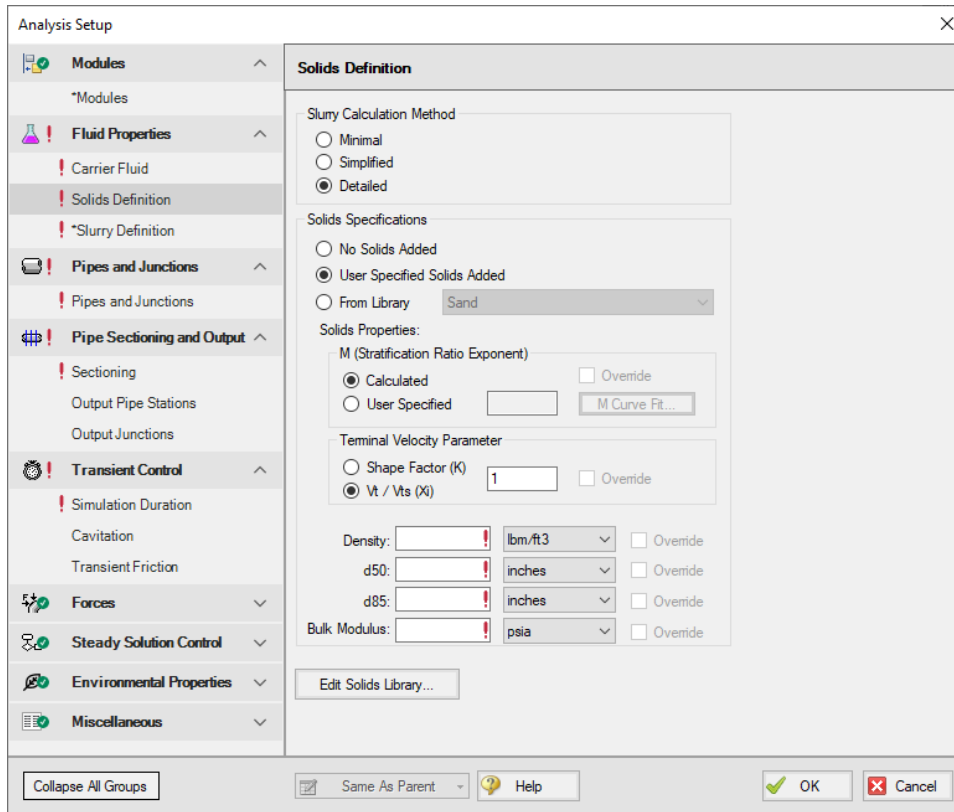 Analysis Setup
Modules
*Modules
Fluid Properties
Carrier Fluid
Solids Definition
*Slurry Definition
Pipes and Junctions
Pipes and Junctions
Pipe Sectioning and Output
Sectioning
Output Pipe Stations
Output Junctions
Transient Control
Simulation Duration
Cavitation
Transient Friction
Forces
Steady Solution Control
Environmental Properties
Miscellaneous
Solids Definition
Slurry Calculation Method
Minimal
Simplified
Detailed
Solids Specifications
No Solids Added
User Specified Solids Added
From Library Sand
Solids Properties:
M (Stratification Ratio Exponent)
Calculated Override
User Specified M Curve Fit...
Terminal Velocity Parameter
Shape Factor (K)
1 Override
Vt / Vts (Xi)
Density: ! lbm/ft3 Override
d50: ! inches Override
d85: ! inches Override
Bulk Modulus: ! psia Override
Edit Solids Library...
Collapse All Groups Same As Parent Help OK Cancel